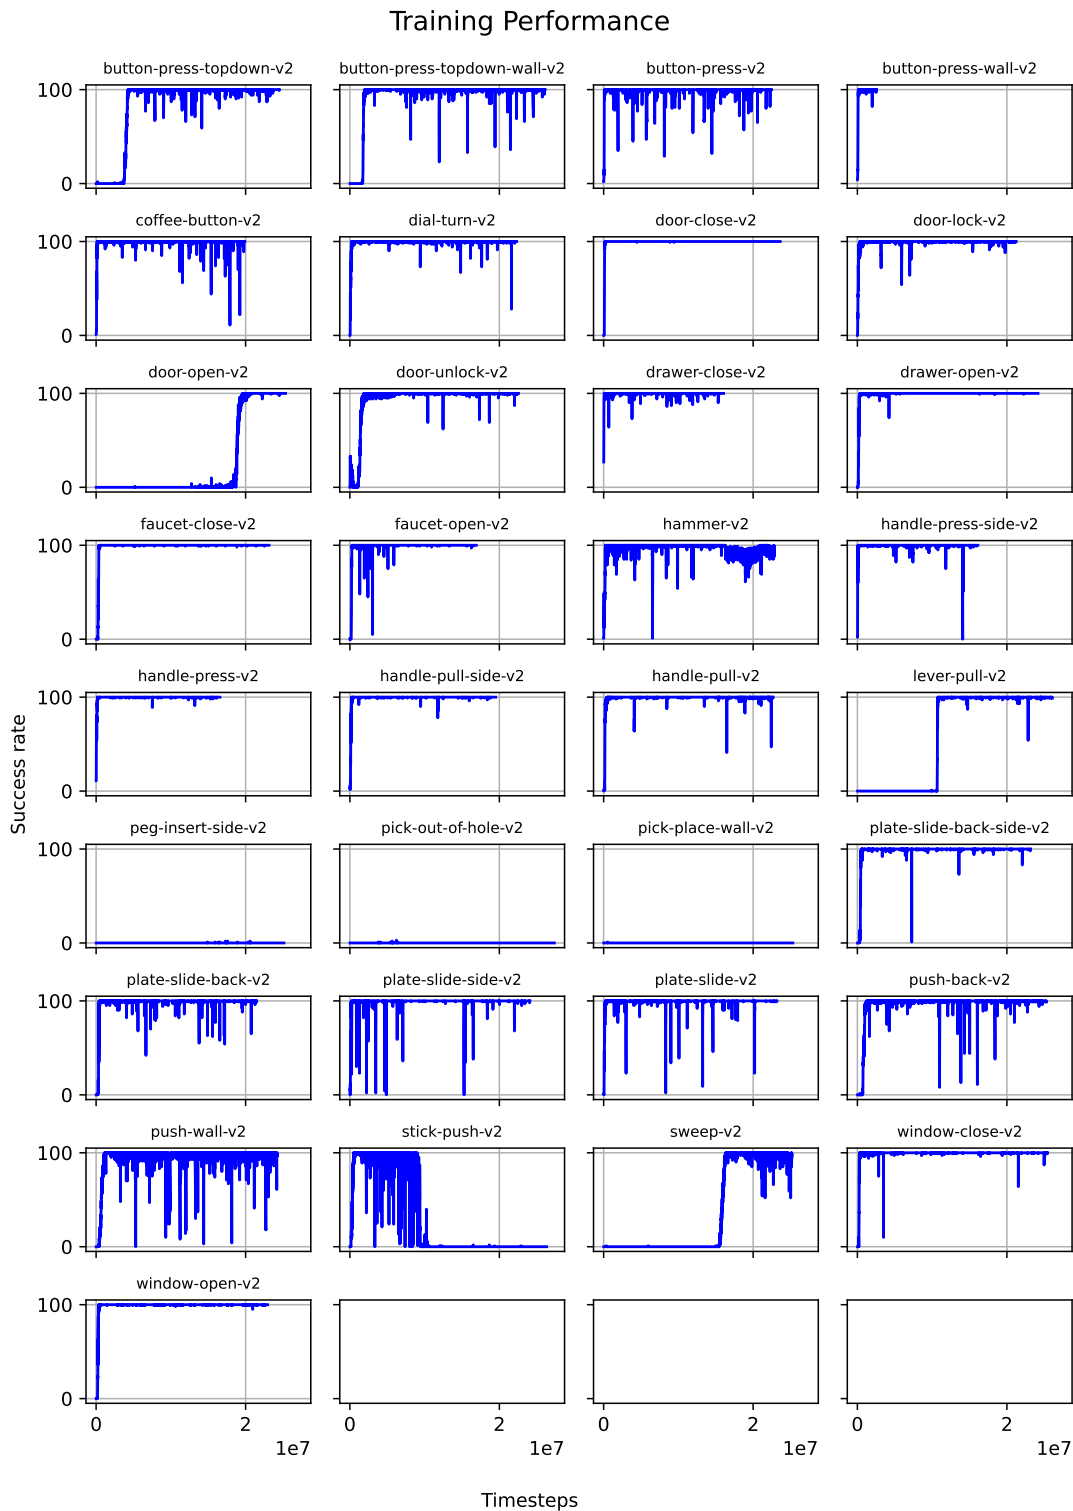 Training Performance
button-press-topdown-v2
button-press-topdown-wall-v2
button-press-v2
button-press-wall-v2
100
0
coffee-button-v2
dial-turn-v2
door-close-v2
door-lock-v2
100
0
door-open-v2
door-unlock-v2
drawer-close-v2
drawer-open-v2
100
0
faucet-close-v2
faucet-open-v2
hammer-v2
handle-press-side-v2
100
0
handle-press-v2
handle-pull-side-v2
handle-pull-v2
lever-pull-v2
100
0
Success rate
peg-insert-side-v2
pick-out-of-hole-v2
pick-place-wall-v2
plate-slide-back-side-v2
100
0
plate-slide-back-v2
plate-slide-side-v2
plate-slide-v2
push-back-v2
100
0
push-wall-v2
stick-push-v2
sweep-v2
window-close-v2
100
0
window-open-v2
100
0
0 2
1e7
0 2
1e7
0 2
1e7
0 2
1e7
Timesteps